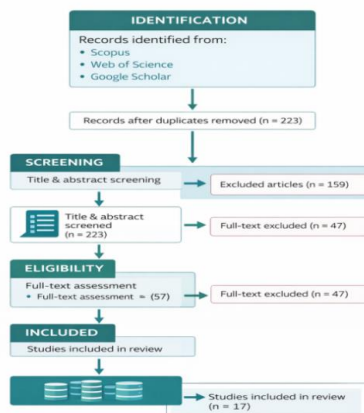 IDENTIFICATION
Records identified from:
• Scopus
• Web of Science
• Google Scholar
Records after duplicates removed (n = 223)
SCREENING
Title & abstract screening
Excluded articles (n = 159)
Title & abstract
screened
(n = 223)
Full-text excluded (n = 47)
ELIGIBILITY
Full-text assessment
• Full-text assessment = (57)
Full-text excluded (n = 47)
INCLUDED
Studies included in review
Studies included in review
(n = 17)